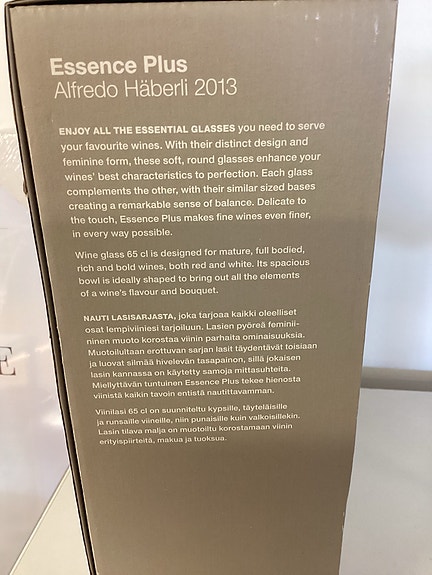 Essence Plus
Alfredo Häberli 2013
ENJOY ALL THE ESSENTIAL GLASSES you need to serve
your favourite wines. With their distinct design and
feminine form, these soft, round glasses enhance your
wines' best characteristics to perfection. Each glass
complements the other, with their similar sized bases
creating a remarkable sense of balance. Delicate to
the touch, Essence Plus makes fine wines even finer,
in every way possible.
Wine glass 65 cl is designed for mature, full bodied,
rich and bold wines, both red and white. Its spacious
bowl is ideally shaped to bring out all the elements
of a wine's flavour and bouquet.
NAUTI LASISARJASTA, joka tarjoaa kaikki oleelliset
osat lempiviiniesi tarjoiluun. Lasien pyöreä feminii-
ninen muoto korostaa viinin parhaita ominaisuuksia.
Muotoilultaan erottuvan sarjan lasit täydentävät toisiaan
ja luovat silmää hivelevän tasapainon, sillä jokaisen
lasin kannassa on käytetty samoja mittasuhteita.
Miellyttävän tuntuinen Essence Plus tekee hienosta
viinistä kaikin tavoin entistä nautittavamman.
Viinilasi 65 cl on suunniteltu kypsille, täyteläisille
ja runsaille viineille, niin punaisille kuin valkoisillekin.
Lasin tilava malja on muotoiltu korostamaan viinin
erityispiirteitä, makua ja tuoksua.
E